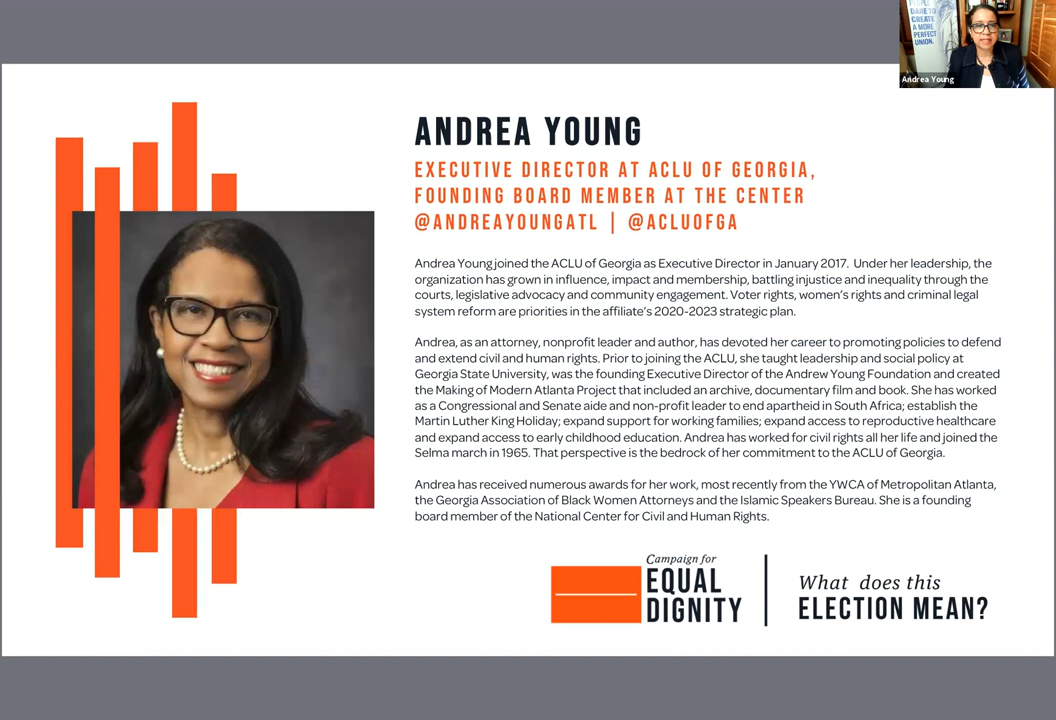 PEOPLE
DARE TO
CREATE
A MORE
PERFECT
UNION.
Andrea Young
ANDREA YOUNG
EXECUTIVE DIRECTOR AT ACLU OF GEORGIA,
FOUNDING BOARD MEMBER AT THE CENTER
@ANDREAYOUNGATL | @ACLUOFGA
Andrea Young joined the ACLU of Georgia as Executive Director in January 2017. Under her leadership, the
organization has grown in influence, impact and membership, battling injustice and inequality through the
courts, legislative advocacy and community engagement. Voter rights, women's rights and criminal legal
system reform are priorities in the affiliate's 2020-2023 strategic plan.
Andrea, as an attorney, nonprofit leader and author, has devoted her career to promoting policies to defend
and extend civil and human rights. Prior to joining the ACLU, she taught leadership and social policy at
Georgia State University, was the founding Executive Director of the Andrew Young Foundation and created
the Making of Modern Atlanta Project that included an archive, documentary film and book. She has worked
as a Congressional and Senate aide and non-profit leader to end apartheid in South Africa; establish the
Martin Luther King Holiday; expand support for working families; expand access to reproductive healthcare
and expand access to early childhood education. Andrea has worked for civil rights all her life and joined the
Selma march in 1965. That perspective is the bedrock of her commitment to the ACLU of Georgia.
Andrea has received numerous awards for her work, most recently from the YWCA of Metropolitan Atlanta,
the Georgia Association of Black Women Attorneys and the Islamic Speakers Bureau. She is a founding
board member of the National Center for Civil and Human Rights.
Campaign for
EQUAL
DIGNITY
What does this
ELECTION MEAN?